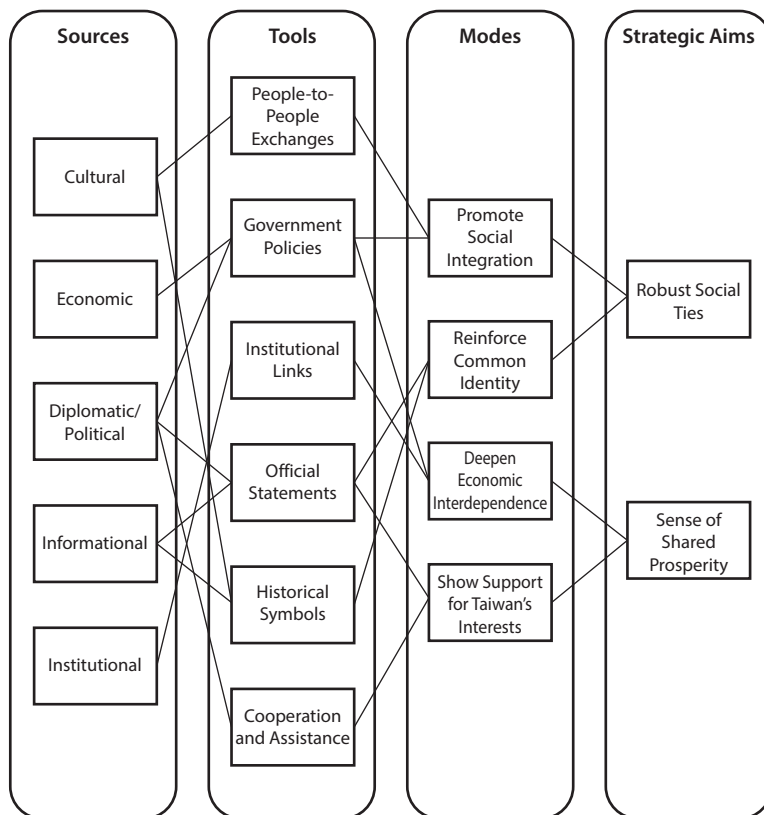 Sources
Cultural
Economic
Diplomatic/
Political
Informational
Institutional
Tools
People-to-
People
Exchanges
Government
Policies
Institutional
Links
Official
Statements
Historical
Symbols
Cooperation
and Assistance
Modes
Promote
Social
Integration
Reinforce
Common
Identity
Deepen
Economic
Interdependence
Show Support
for Taiwan’s
Interests
Strategic Aims
Robust Social
Ties
Sense of
Shared
Prosperity